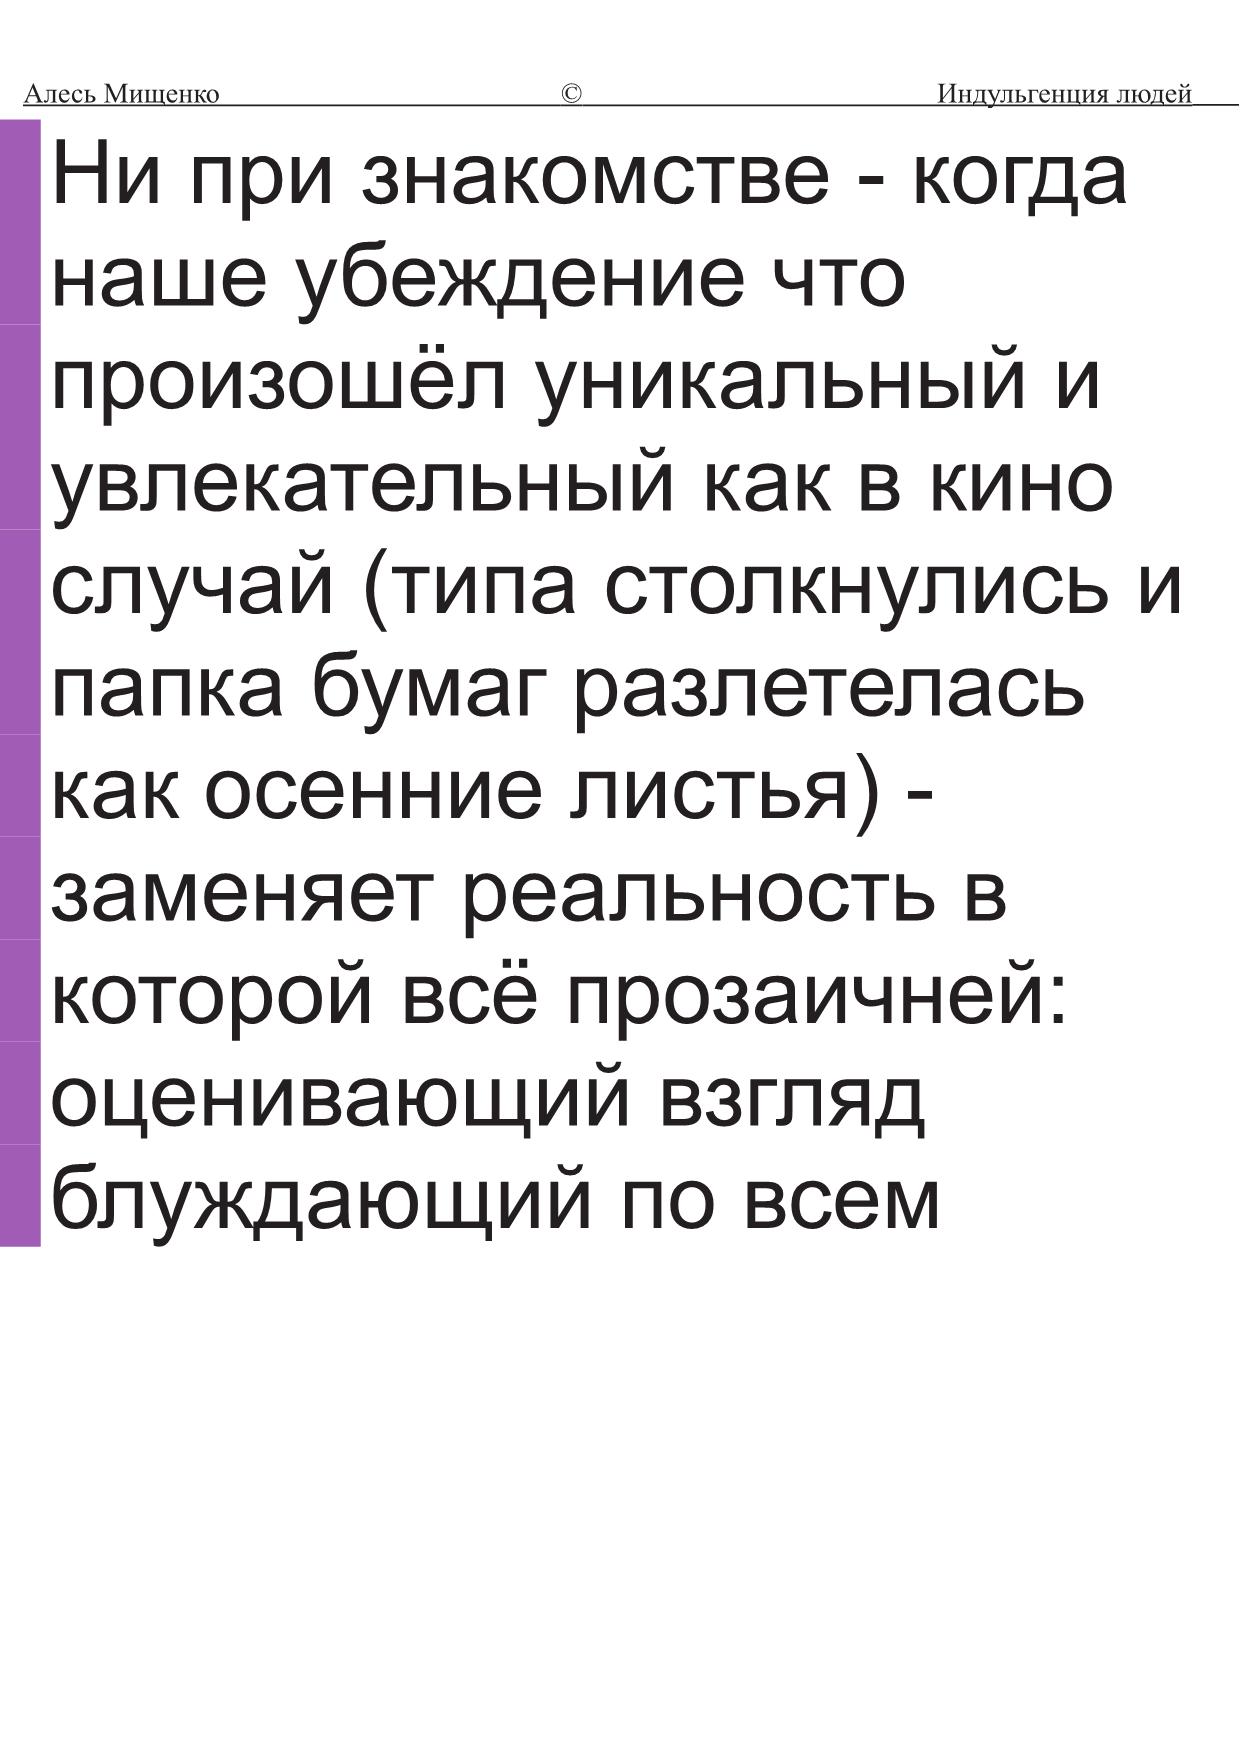 Алесь Мищенко © Индульгенция людей
Ни при знакомстве - когда
наше убеждение что
произошёл уникальный и
увлекательный как в кино
случай (типа столкнулись и
папка бумаг разлетелась
как осенние листья) -
заменяет реальность в
которой всё прозаичней:
оценивающий взгляд
блуждающий по всем